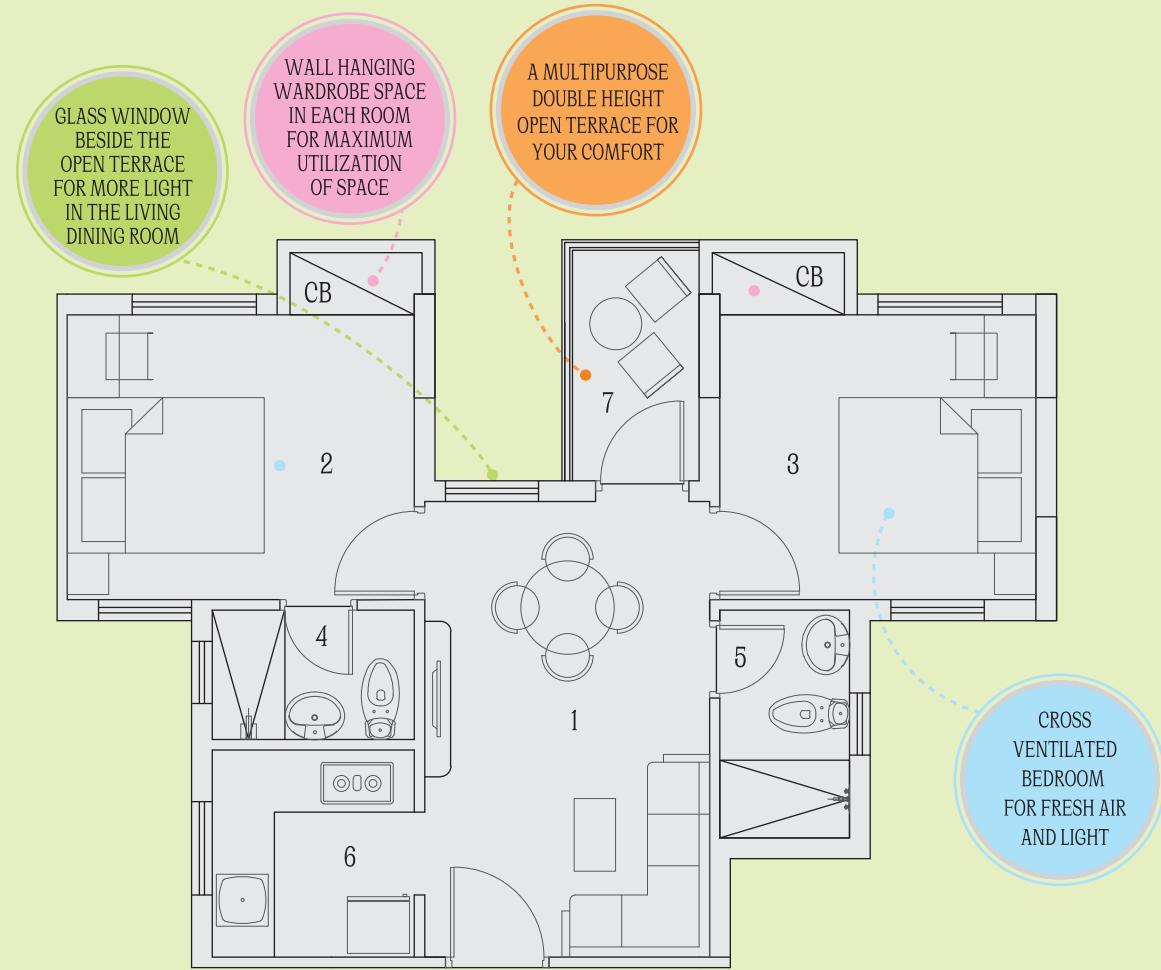 GLASS WINDOW
BESIDE THE
OPEN TERRACE
FOR MORE LIGHT
IN THE LIVING
DINING ROOM
WALL HANGING
WARDROBE SPACE
IN EACH ROOM
FOR MAXIMUM
UTILIZATION
OF SPACE
A MULTIPURPOSE
DOUBLE HEIGHT
OPEN TERRACE FOR
YOUR COMFORT
CB
CB
7
2
3
4
5
1
6
CROSS
VENTILATED
BEDROOM
FOR FRESH AIR
AND LIGHT